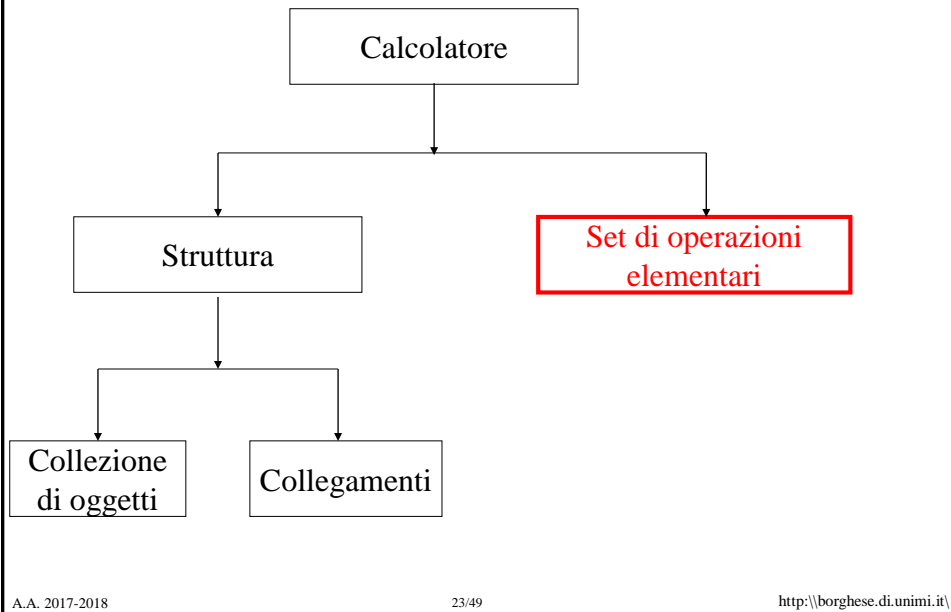 Calcolatore
Struttura
Set di operazioni
elementari
Collezione
di oggetti
Collegamenti
A.A. 2017-2018
23/49
http:\\borghese.di.unimi.it\